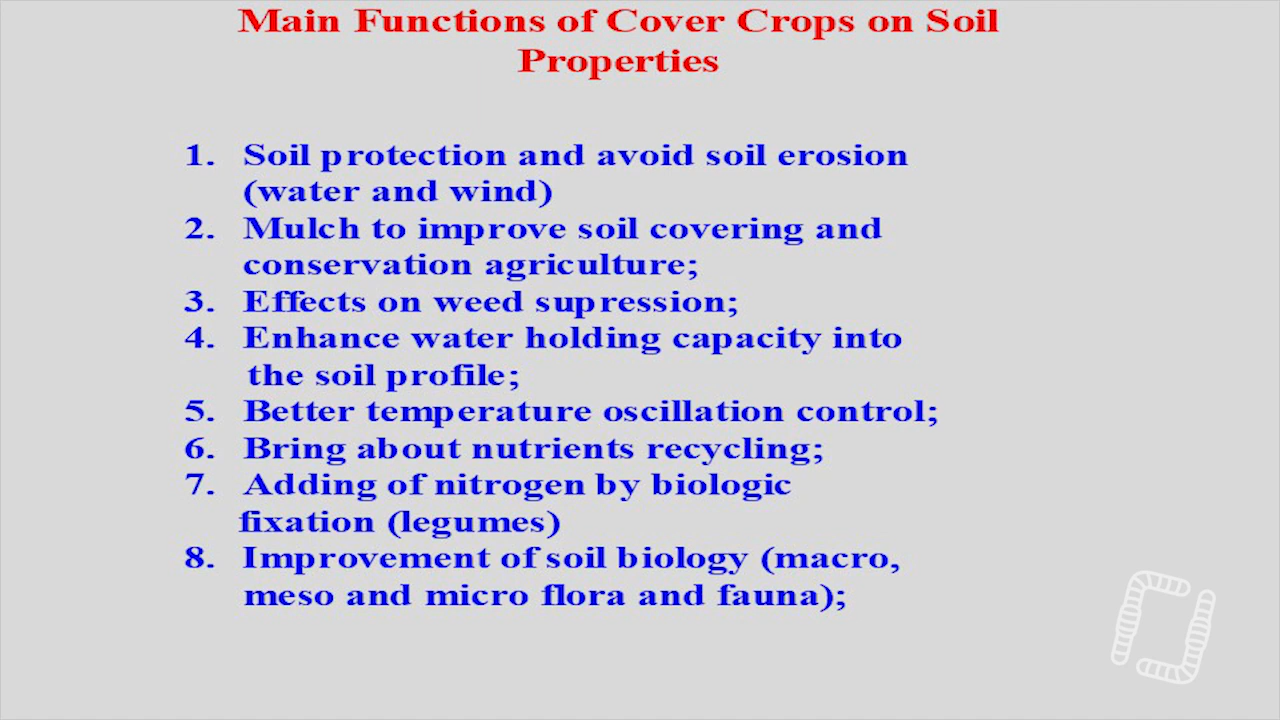 Main Functions of Cover Crops on Soil
Properties
1. Soil protection and avoid soil erosion
(water and wind)
2. Mulch to improve soil covering and
conservation agriculture;
3. Effects on weed supression;
4. Enhance water holding capacity into
the soil profile;
5. Better temperature oscillation control;
6. Bring about nutrients recycling;
7. Adding of nitrogen by biologic
fixation (legumes)
8. Improvement of soil biology (macro,
meso and micro flora and fauna);